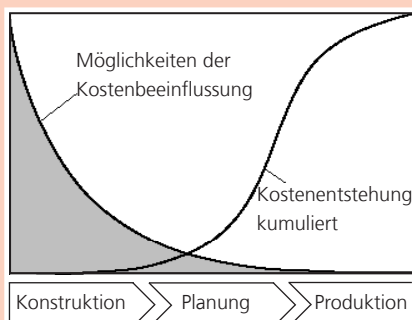 Möglichkeiten der
Kostenbeeinflussung
Kostenentstehung
kumuliert
Konstruktion
Planung
Produktion